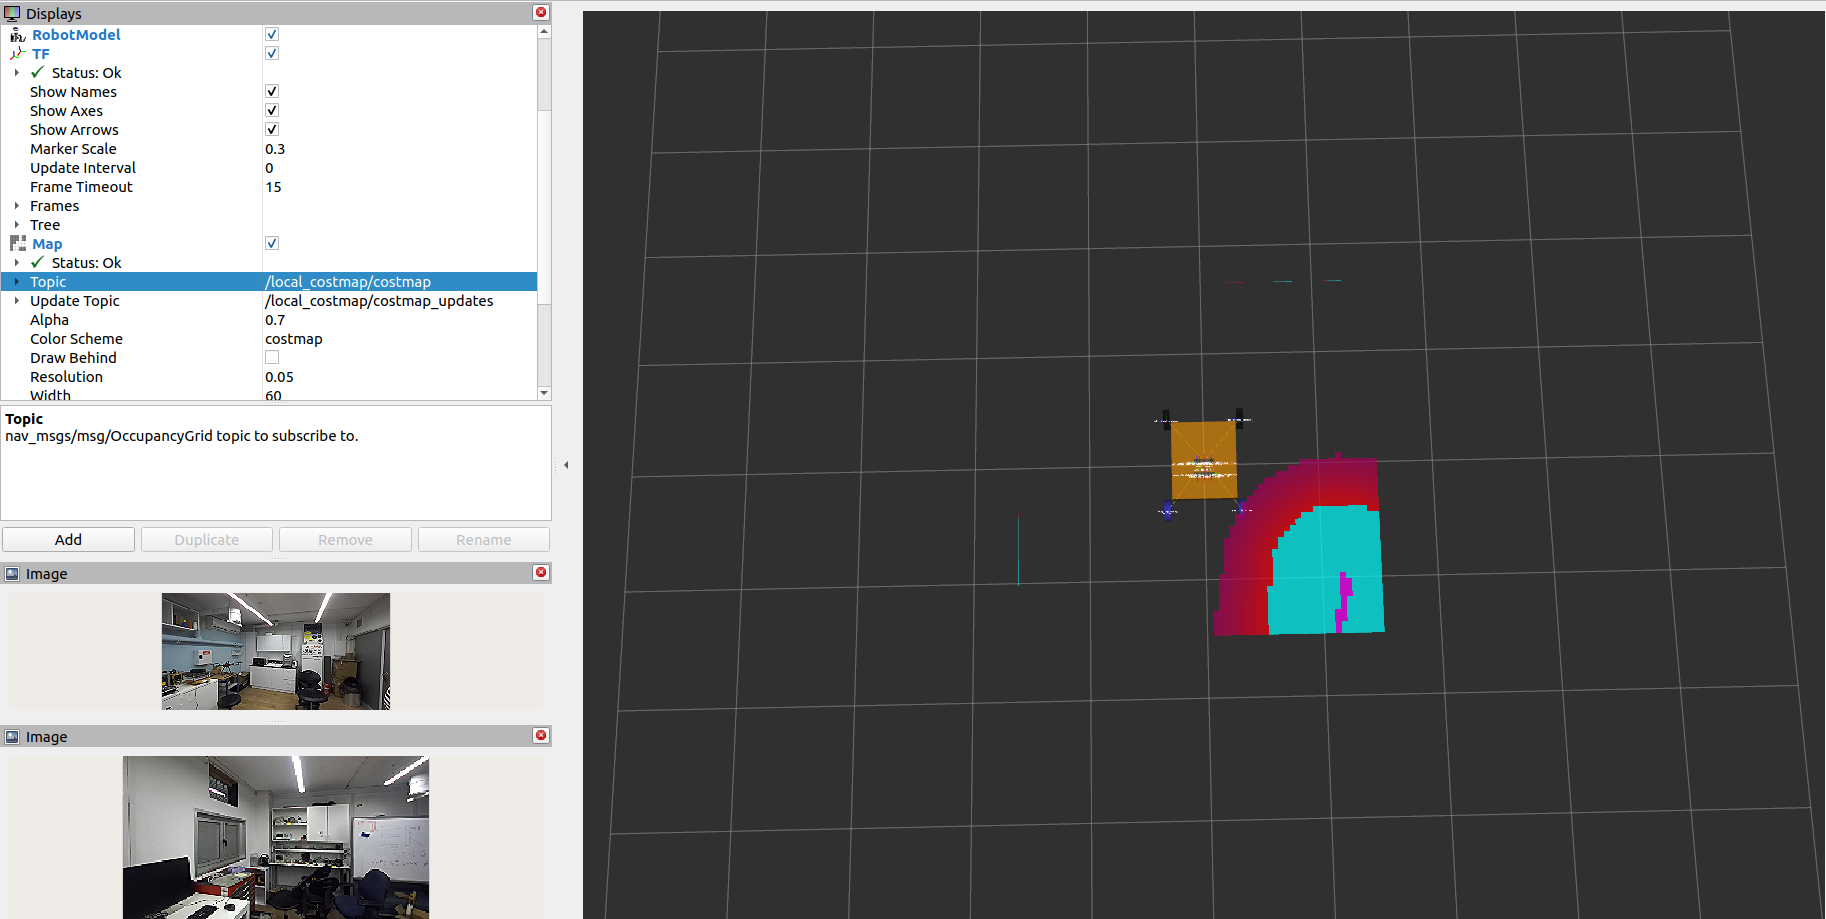 Displays
RobotModel
TF
Status: Ok
Show Names
Show Axes
Show Arrows
Marker Scale 0.3
Update Interval 0
Frame Timeout 15
Frames
Tree
Map
Status: Ok
Topic /local_costmap/costmap
Update Topic /local_costmap/costmap_updates
Alpha 0.7
Color Scheme costmap
Draw Behind
Resolution 0.05
Width 60
Topic
nav_msgs/msg/OccupancyGrid topic to subscribe to.
Add Duplicate Remove Rename
Image
Image